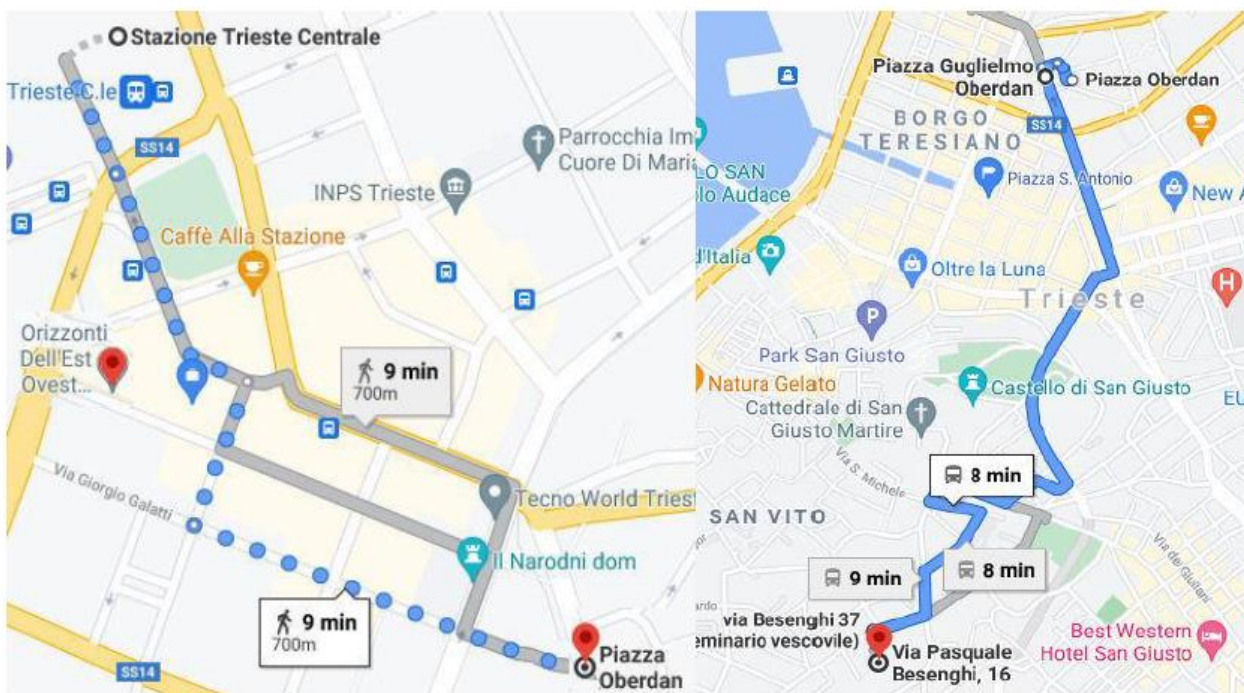 Stazione Trieste Centrale
Trieste C.le
SS14
Parrocchia Im
Cuore Di Maria
INPS Trieste
Caffè Alla Stazione
Orizzonti
Dell'Est
Ovest...
9 min
700m
Via Giorgio Galatti
Tecno World Triest
Il Narodni dom
9 min
700m
Piazza
Oberdan
SS14
Piazza Guglielmo
Oberdan
Piazza Oberdan
BORGO
TERESIANO
SS14
LO SAN
olo Audace
Piazza S. Antonio
New A
d'Italia
Oltre la Luna
Trieste
H
P
Park San Giusto
Castello di San Giusto
Natura Gelato
Cattedrale di San
Giusto Martire
EU
Via S. Michele
8 min
SAN VITO
9 min
8 min
Via dei Giuliani
ardo
via Besenghi 37
eminario vescovile)
Via Pasquale
Besenghi, 16
Best Western
Hotel San Giusto